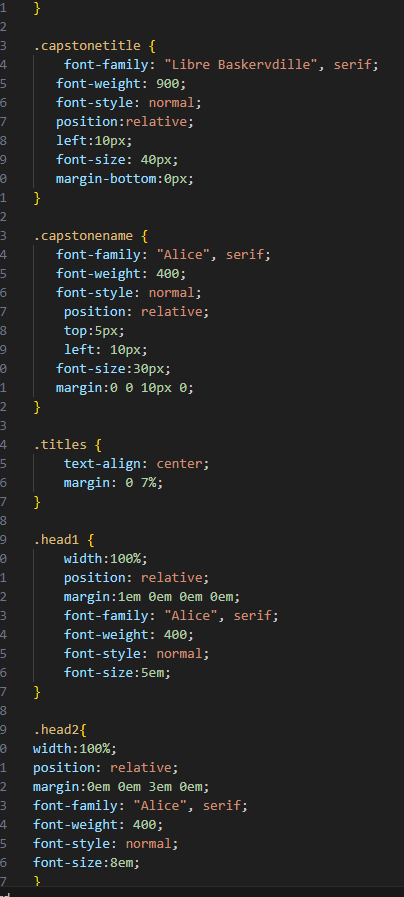 1 }
2
3 .capstonetitle {
4 font-family: "Libre Baskervdille", serif;
5 font-weight: 900;
6 font-style: normal;
7 position:relative;
8 left:10px;
9 font-size: 40px;
0 margin-bottom:0px;
1 }
2
3 .capstonename {
4 font-family: "Alice", serif;
5 font-weight: 400;
6 font-style: normal;
7 position: relative;
8 top:5px;
9 left: 10px;
0 font-size:30px;
1 margin:0 0 10px 0;
2 }
3
4 .titles {
5 text-align: center;
6 margin: 0 7%;
7 }
8
9 .head1 {
0 width:100%;
1 position: relative;
2 margin:1em 0em 0em 0em;
3 font-family: "Alice", serif;
4 font-weight: 400;
5 font-style: normal;
6 font-size:5em;
7 }
8
9 .head2{
0 width:100%;
1 position: relative;
2 margin:0em 0em 3em 0em;
3 font-family: "Alice", serif;
4 font-weight: 400;
5 font-style: normal;
6 font-size:8em;
7 }